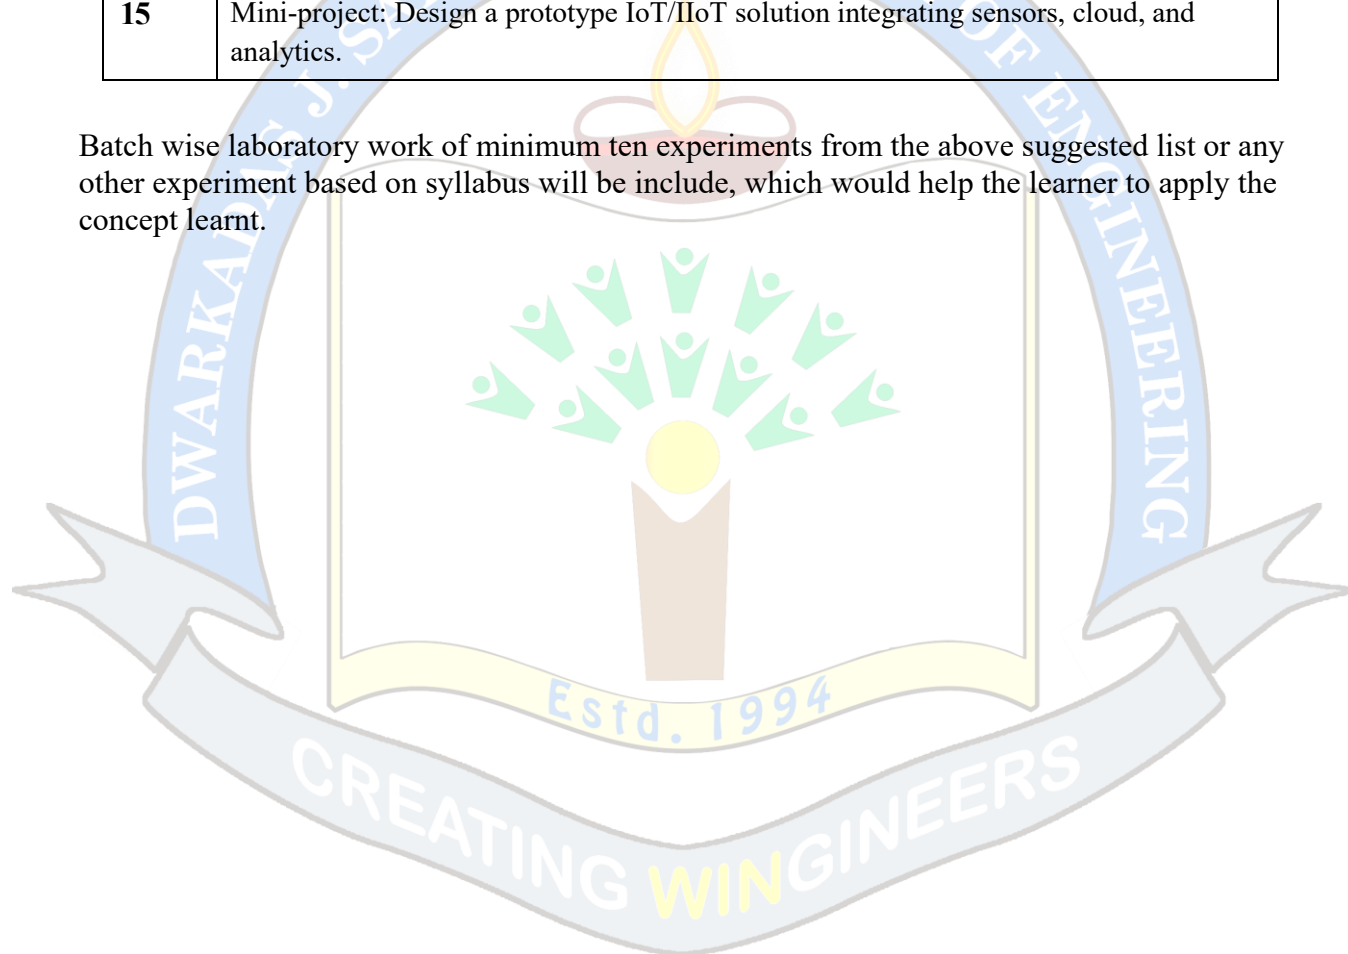 15 Mini-project: Design a prototype IoT/IIoT solution integrating sensors, cloud, and
analytics.
Batch wise laboratory work of minimum ten experiments from the above suggested list or any
other experiment based on syllabus will be include, which would help the learner to apply the
concept learnt.
DWARKADAS J. OF ENGINEERING
Estd. 1994
CREATING WINGINEERS